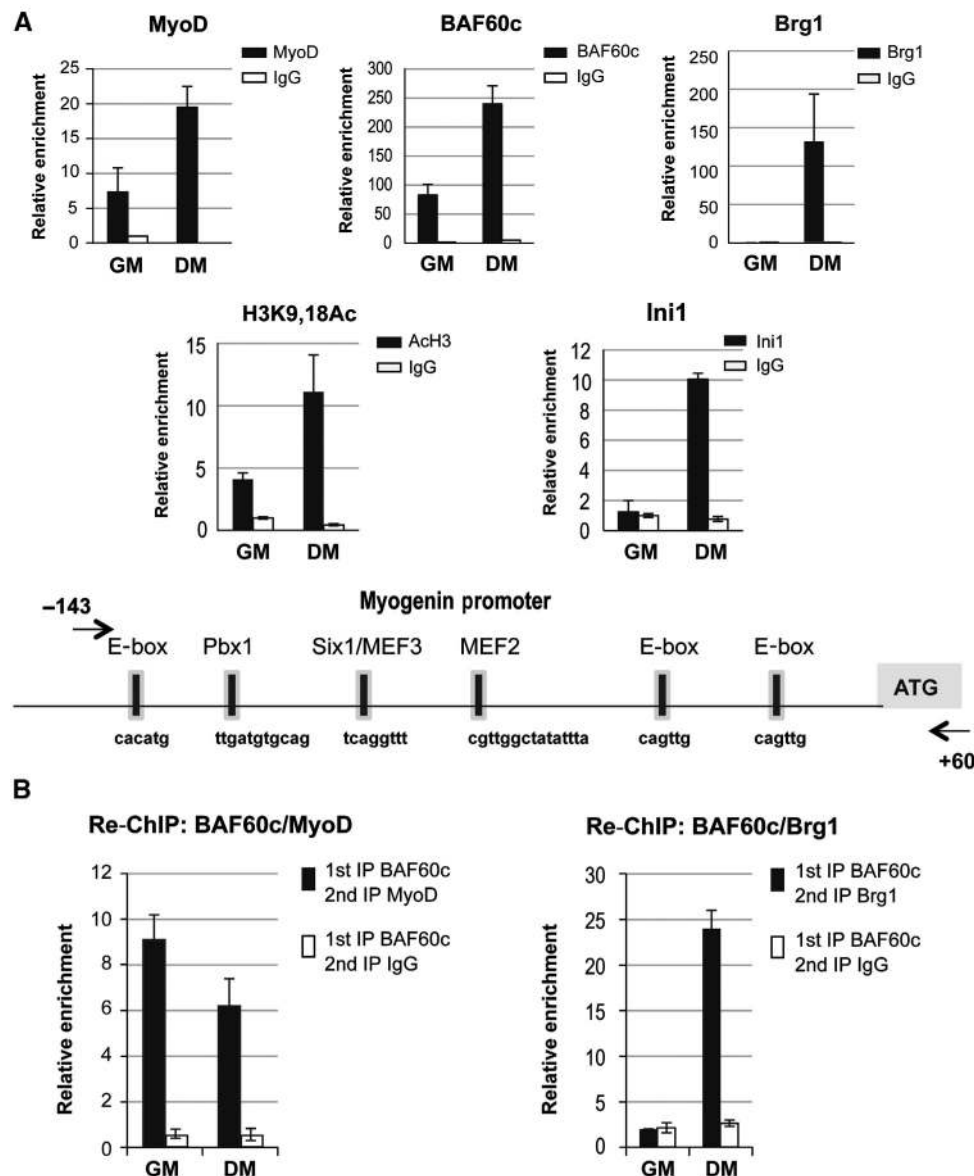 A
MyoD
MyoD
IgG
Relative enrichment
25
20
15
10
5
0
GM DM
BAF60c
BAF60c
IgG
Relative enrichment
300
250
200
150
100
50
0
GM DM
Brg1
Brg1
IgG
Relative enrichment
250
200
150
100
150
100
50
0
GM DM
H3K9,18Ac
AcH3
IgG
Relative enrichment
15
10
5
0
GM DM
Ini1
Ini1
IgG
Relative enrichment
12
10
8
6
4
2
0
GM DM
Myogenin promoter
–143
E-box Pbx1 Six1/MEF3 MEF2 E-box E-box
ATG
cacatg ttgatgtgcag tcaggttt cgttggctatattta cagttg cagttg
+60
B
Re-ChIP: BAF60c/MyoD
1st IP BAF60c
2nd IP MyoD
1st IP BAF60c
2nd IP IgG
Relative enrichment
12
10
8
6
4
2
0
GM DM
Re-ChIP: BAF60c/Brg1
1st IP BAF60c
2nd IP Brg1
1st IP BAF60c
2nd IP IgG
Relative enrichment
30
25
20
15
10
5
0
GM DM